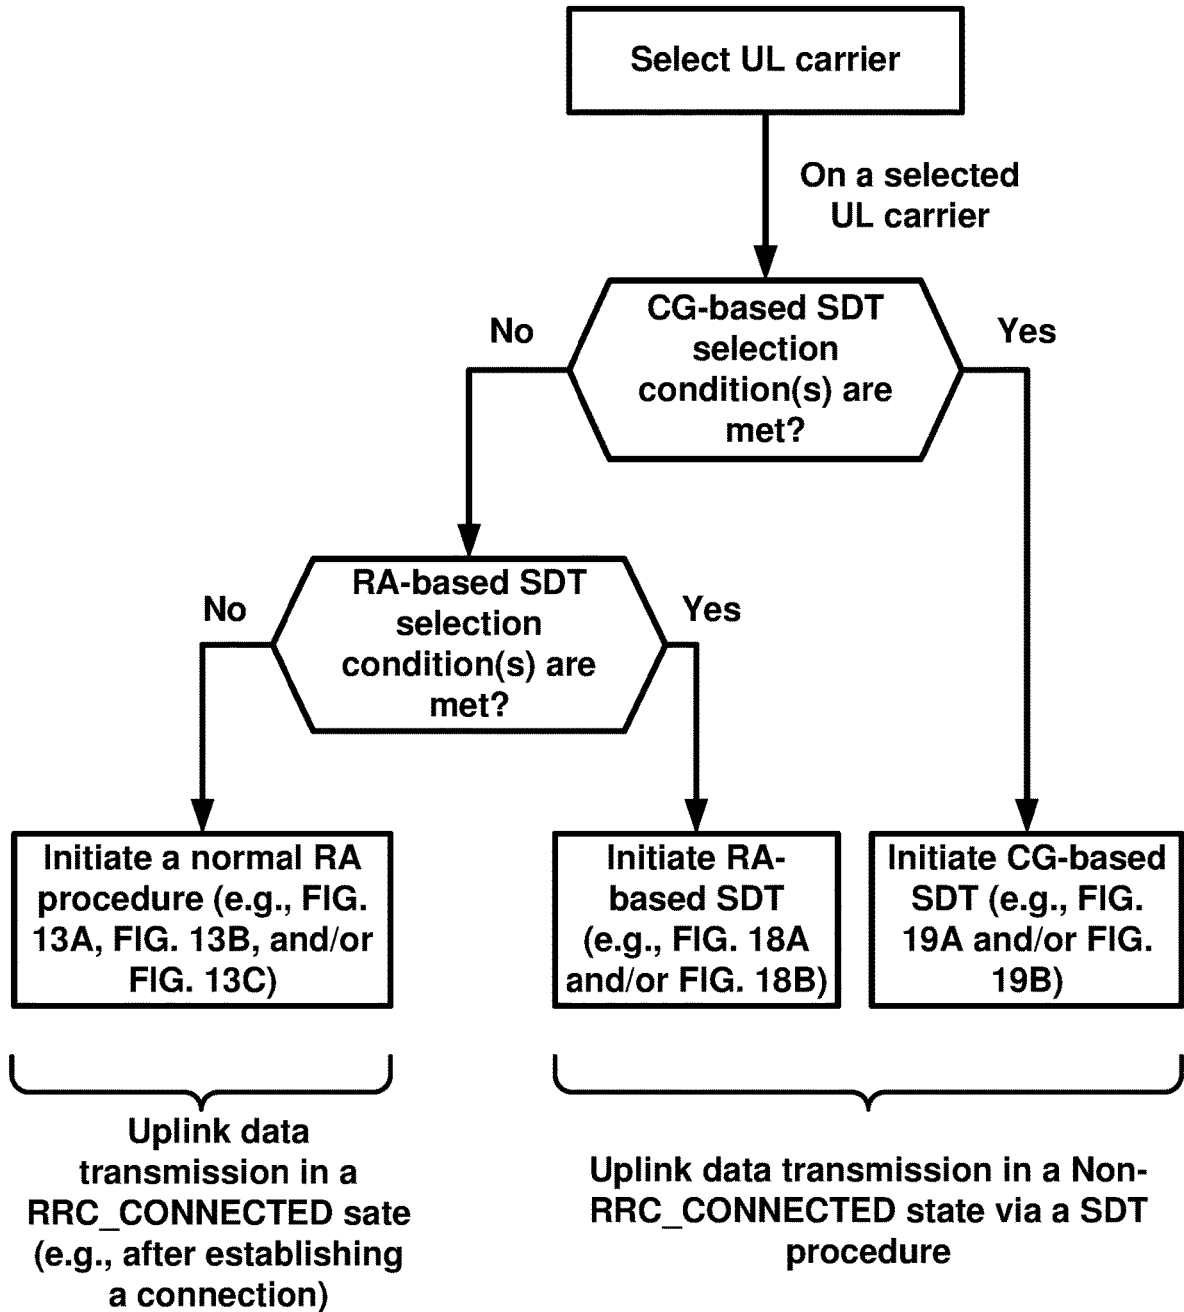 Select UL carrier
On a selected
UL carrier
CG-based SDT
selection
condition(s) are
met?
No
Yes
RA-based SDT
selection
condition(s) are
met?
No
Yes
Initiate a normal RA
procedure (e.g., FIG.
13A, FIG. 13B, and/or
FIG. 13C)
Initiate RA-
based SDT
(e.g., FIG. 18A
and/or FIG. 18B)
Initiate CG-based
SDT (e.g., FIG.
19A and/or FIG.
19B)
Uplink data
transmission in a
RRC_CONNECTED sate
(e.g., after establishing
a connection)
Uplink data transmission in a Non-
RRC_CONNECTED state via a SDT
procedure